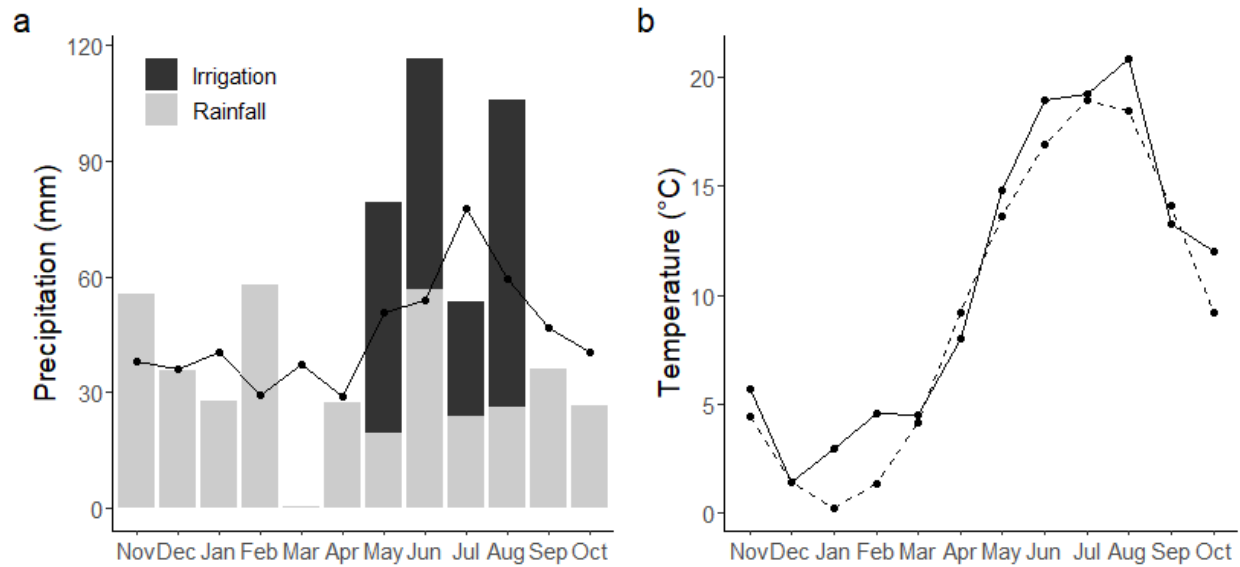 a
Precipitation (mm)
120
90
60
30
0
Irrigation
Rainfall
Nov Dec Jan Feb Mar Apr May Jun Jul Aug Sep Oct
b
Temperature (°C)
20
15
10
5
0
Nov Dec Jan Feb Mar Apr May Jun Jul Aug Sep Oct